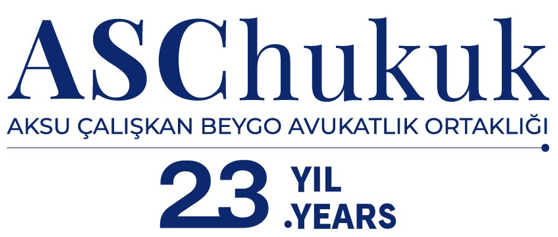 ASChukuk
AKSU ÇALIŞKAN BEYGO AVUKATLIK ORTAKLIĞI
23 YIL
.YEARS